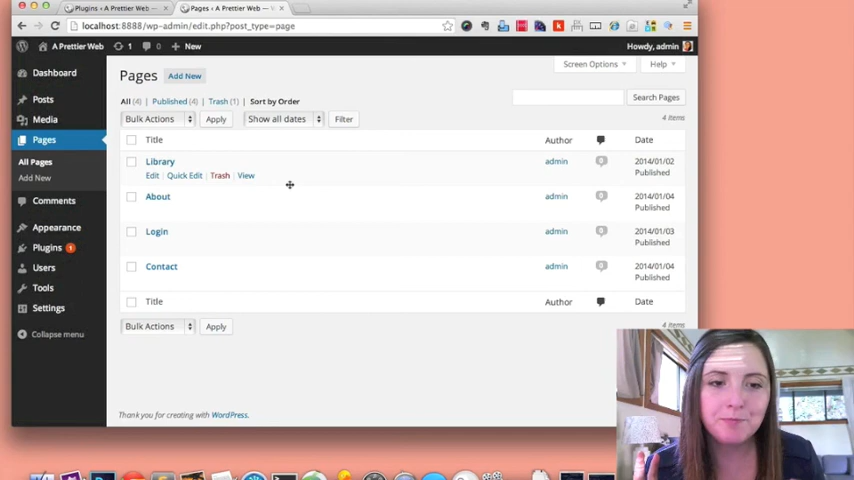 Plugins ‹ A Prettier Web —
Pages ‹ A Prettier Web — W
localhost:8888/wp-admin/edit.php?post_type=page
A Prettier Web 1 0 + New Howdy, admin
Screen Options Help
Dashboard
Posts
Media
Pages
All Pages
Add New
Comments
Appearance
Plugins 1
Users
Tools
Settings
Collapse menu
Pages Add New
All (4) | Published (4) | Trash (1) | Sort by Order
Search Pages
Bulk Actions Apply Show all dates Filter
4 items
Title Author Date
Library admin 0 2014/01/02
Published
Edit | Quick Edit | Trash | View
About admin 0 2014/01/04
Published
Login admin 0 2014/01/03
Published
Contact admin 0 2014/01/04
Published
Title Author Date
Bulk Actions Apply
4 items
Thank you for creating with WordPress.